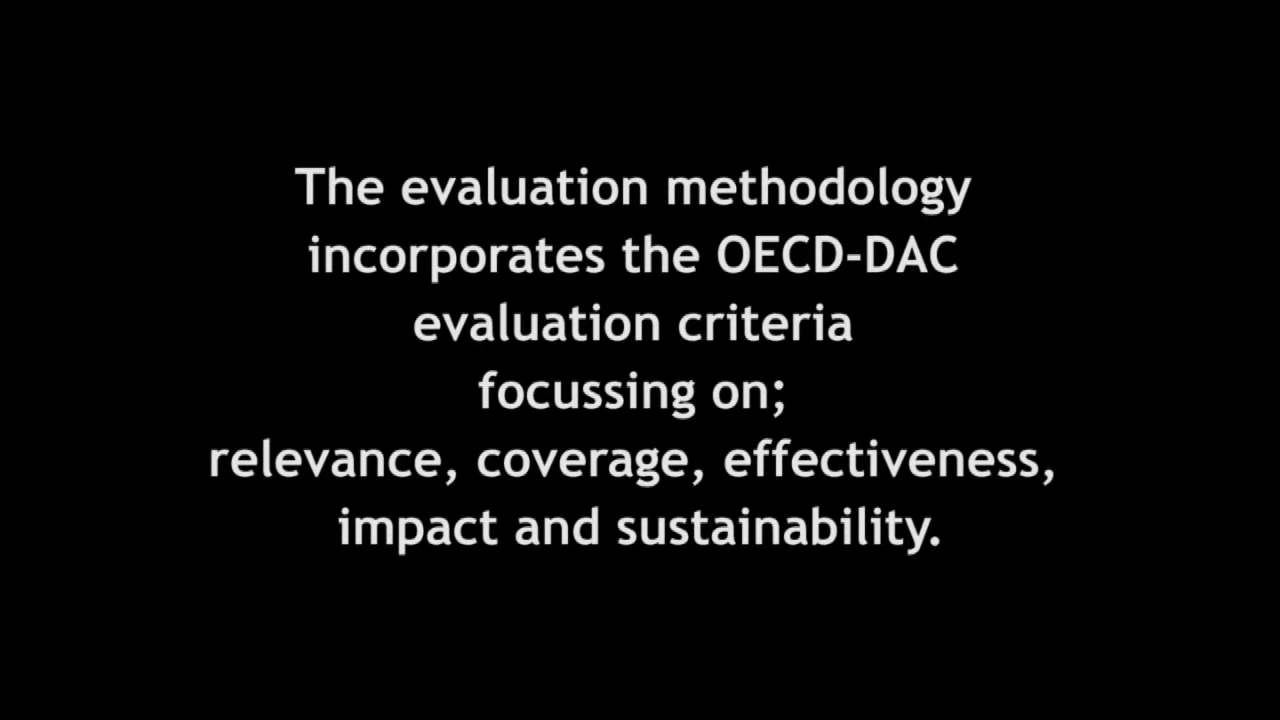 The evaluation methodology
incorporates the OECD-DAC
evaluation criteria
focussing on;
relevance, coverage, effectiveness,
impact and sustainability.